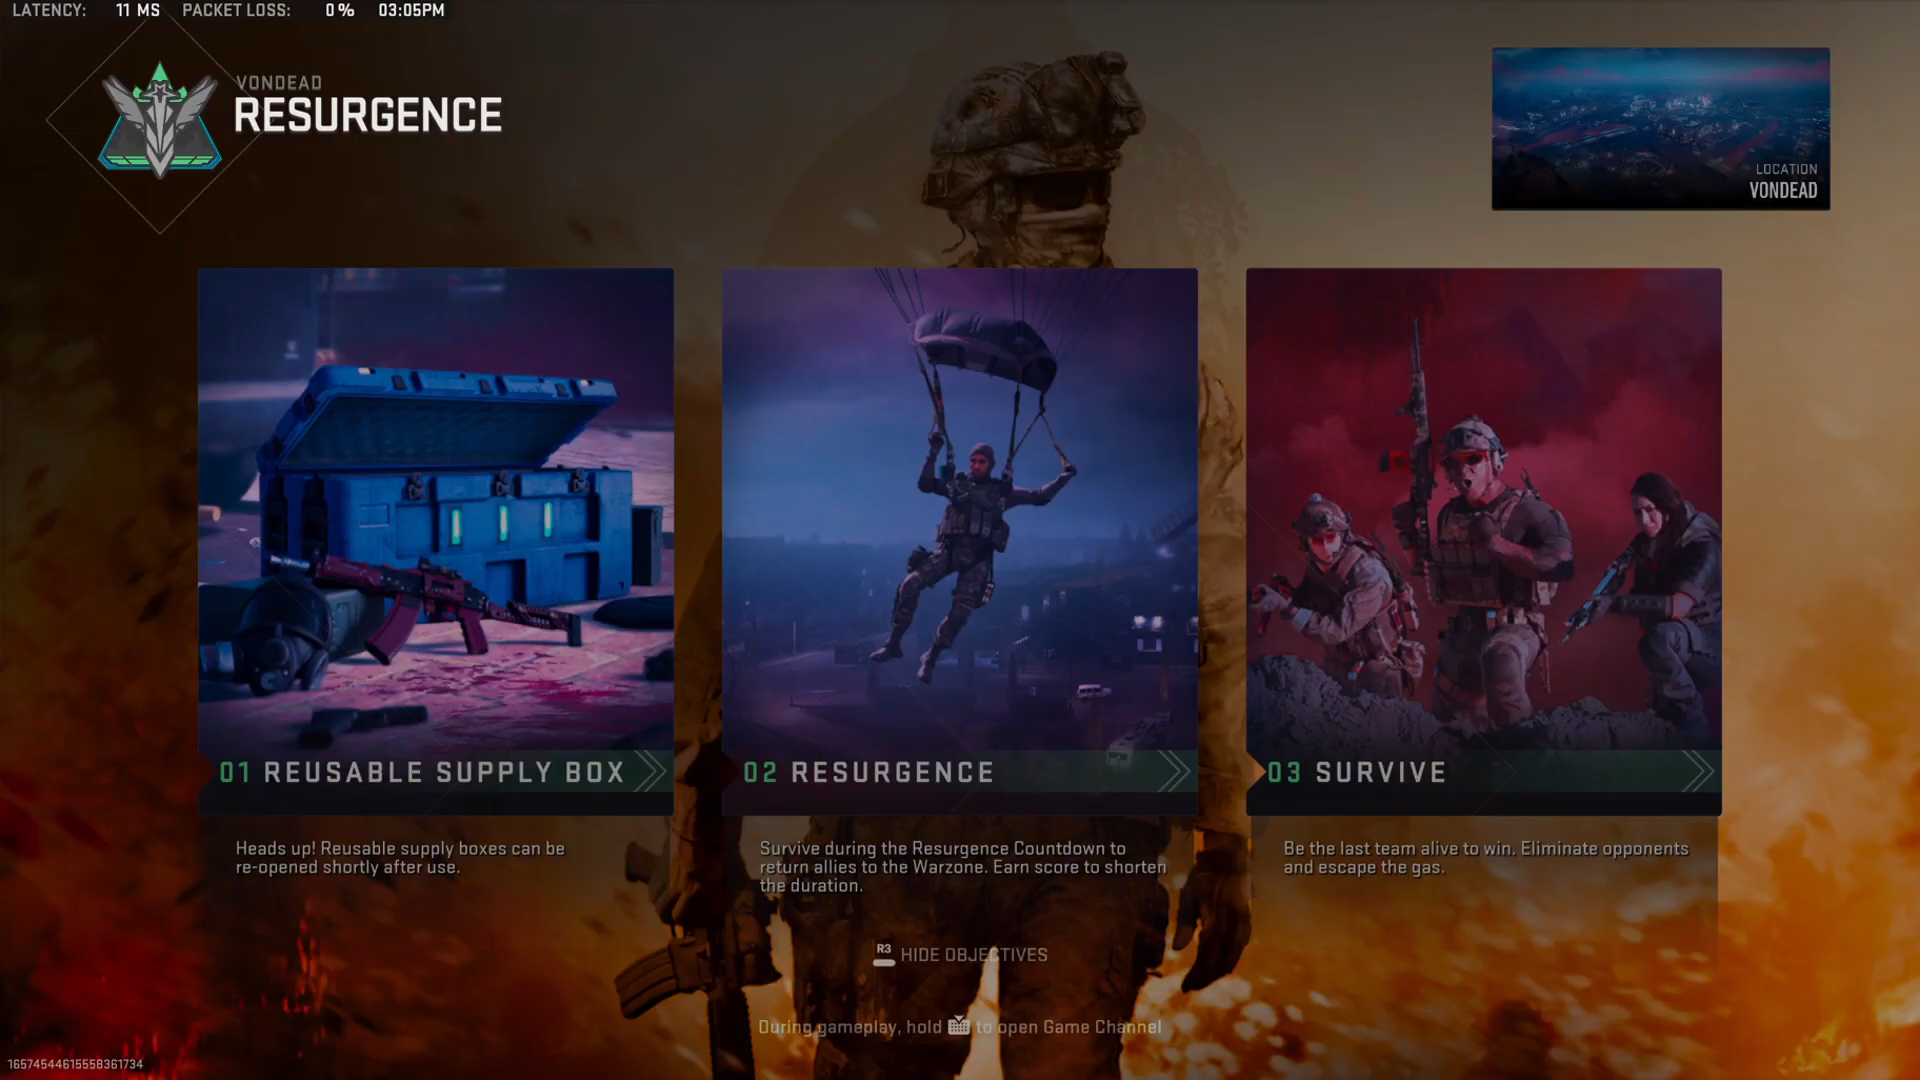 LATENCY: 11 MS PACKET LOSS: 0 % 03:05PM
VONDEAD
RESURGENCE
LOCATION
VONDEAD
01 REUSABLE SUPPLY BOX
Heads up! Reusable supply boxes can be
re-opened shortly after use.
02 RESURGENCE
Survive during the Resurgence Countdown to
return allies to the Warzone. Earn score to shorten
the duration.
03 SURVIVE
Be the last team alive to win. Eliminate opponents
and escape the gas.
R3 HIDE OBJECTIVES
During gameplay, hold to open Game Channel
16574544615558361734